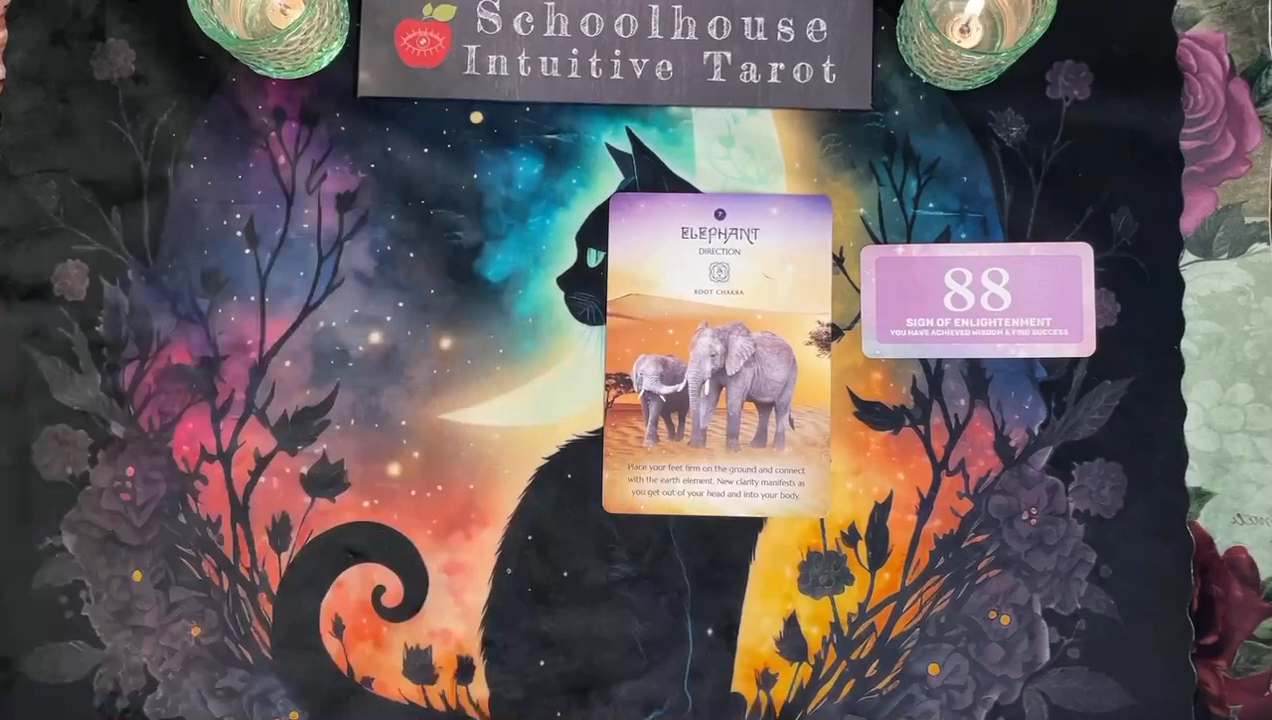 Schoolhouse
Intuitive Tarot
7
ELEPHANT
DIRECTION
ROOT CHAKRA
Place your feet firm on the ground and connect
with the earth element. New clarity manifests as
you get out of your head and into your body.
88
SIGN OF ENLIGHTENMENT
YOU HAVE ACHIEVED WISDOM & FIND SUCCESS